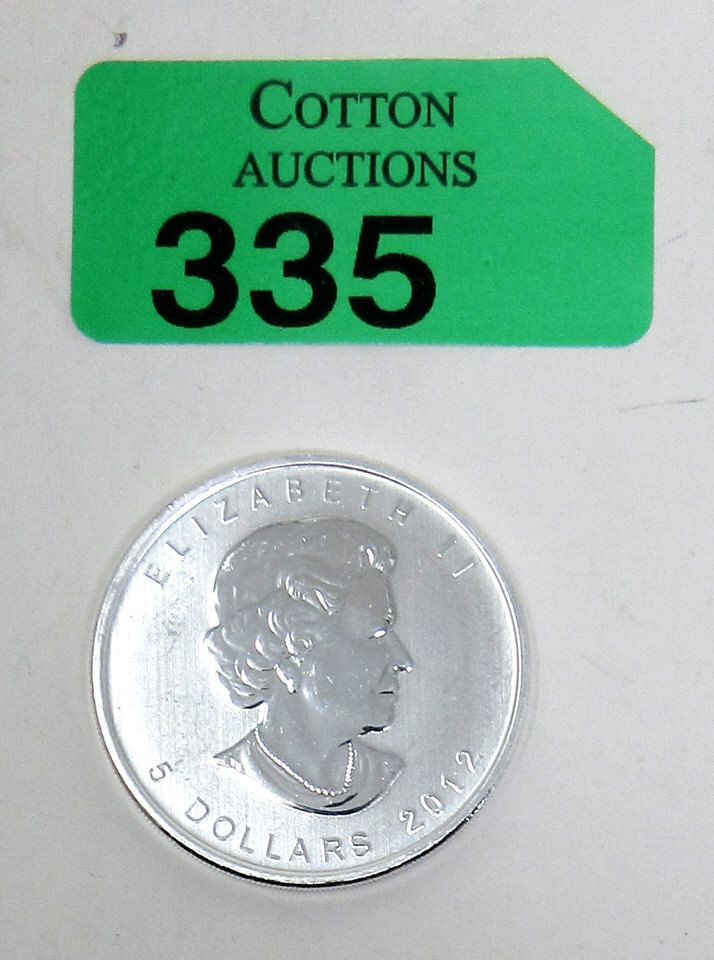 COTTON
AUCTIONS
335
ELIZABETH II
5 DOLLARS 2012